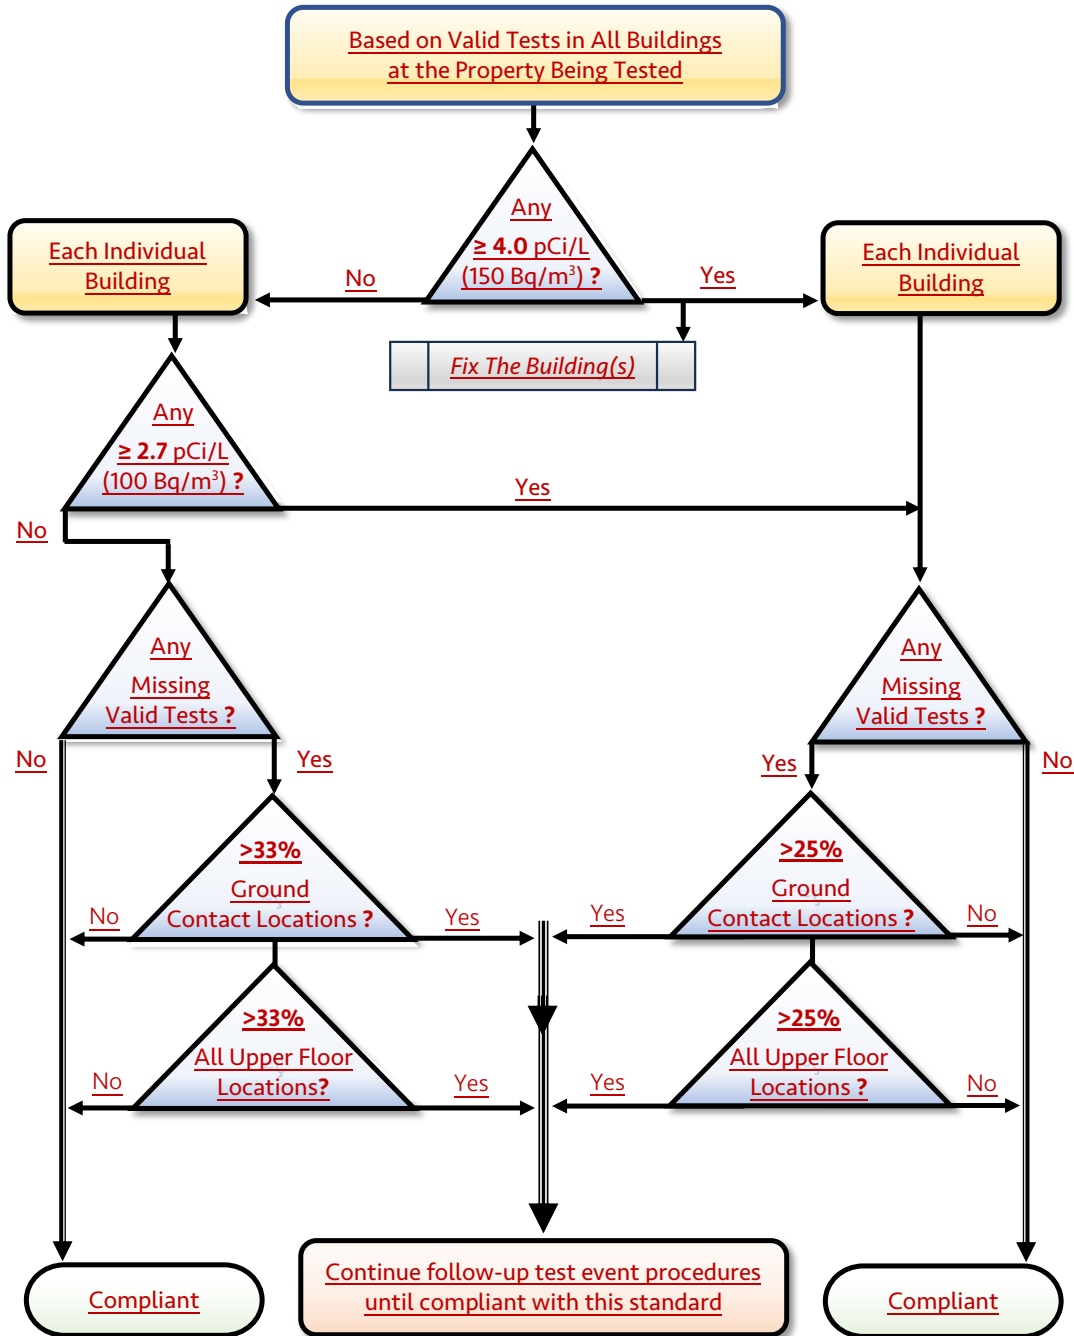 Based on Valid Tests in All Buildings
at the Property Being Tested
Any
≥ 4.0 pCi/L
(150 Bq/m³) ?
No
Yes
Each Individual
Building
Each Individual
Building
Fix The Building(s)
Any
≥ 2.7 pCi/L
(100 Bq/m³) ?
Yes
No
Any
Missing
Valid Tests ?
Any
Missing
Valid Tests ?
No
Yes
Yes
No
>33%
Ground
Contact Locations ?
No
Yes
>25%
Ground
Contact Locations ?
Yes
No
>33%
All Upper Floor
Locations?
No
Yes
>25%
All Upper Floor
Locations ?
Yes
No
Compliant
Continue follow-up test event procedures
until compliant with this standard
Compliant